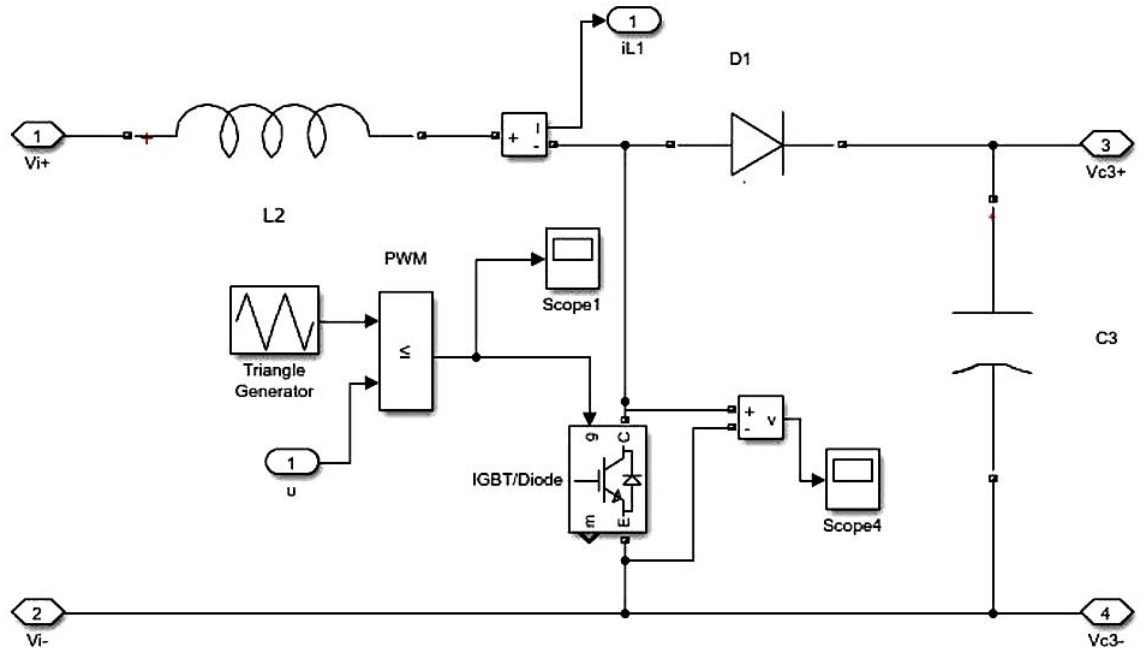 1
iL1
D1
1
Vi+
+
I
-
3
Vc3+
L2
PWM
Scope1
≤
Triangle
Generator
C3
+
-
v
g
C
1
u
IGBT/Diode
m
E
Scope4
2
Vi-
4
Vc3-